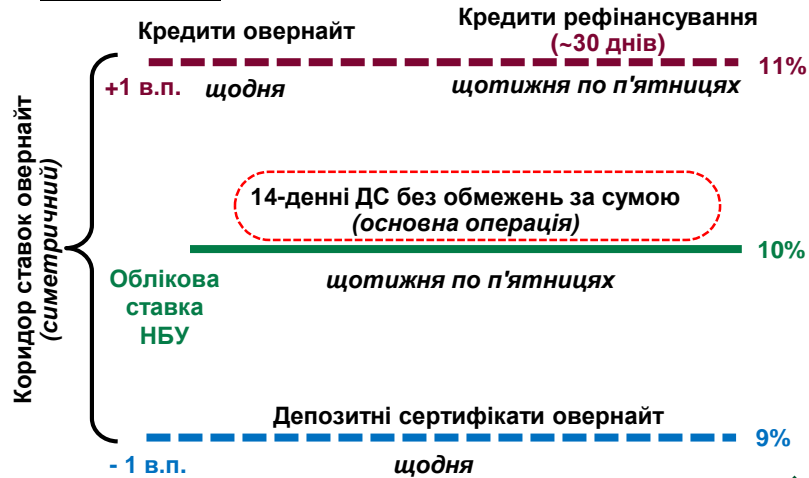 Кредити овернайт
Кредити рефінансування
(~30 днів)
11%
+1 в.п.
щодня
щотижня по п'ятницях
Коридор ставок овернайт
(симетричний)
14-денні ДС без обмежень за сумою
(основна операція)
10%
Облікова
ставка
НБУ
щотижня по п'ятницях
Депозитні сертифікати овернайт
9%
- 1 в.п.
щодня